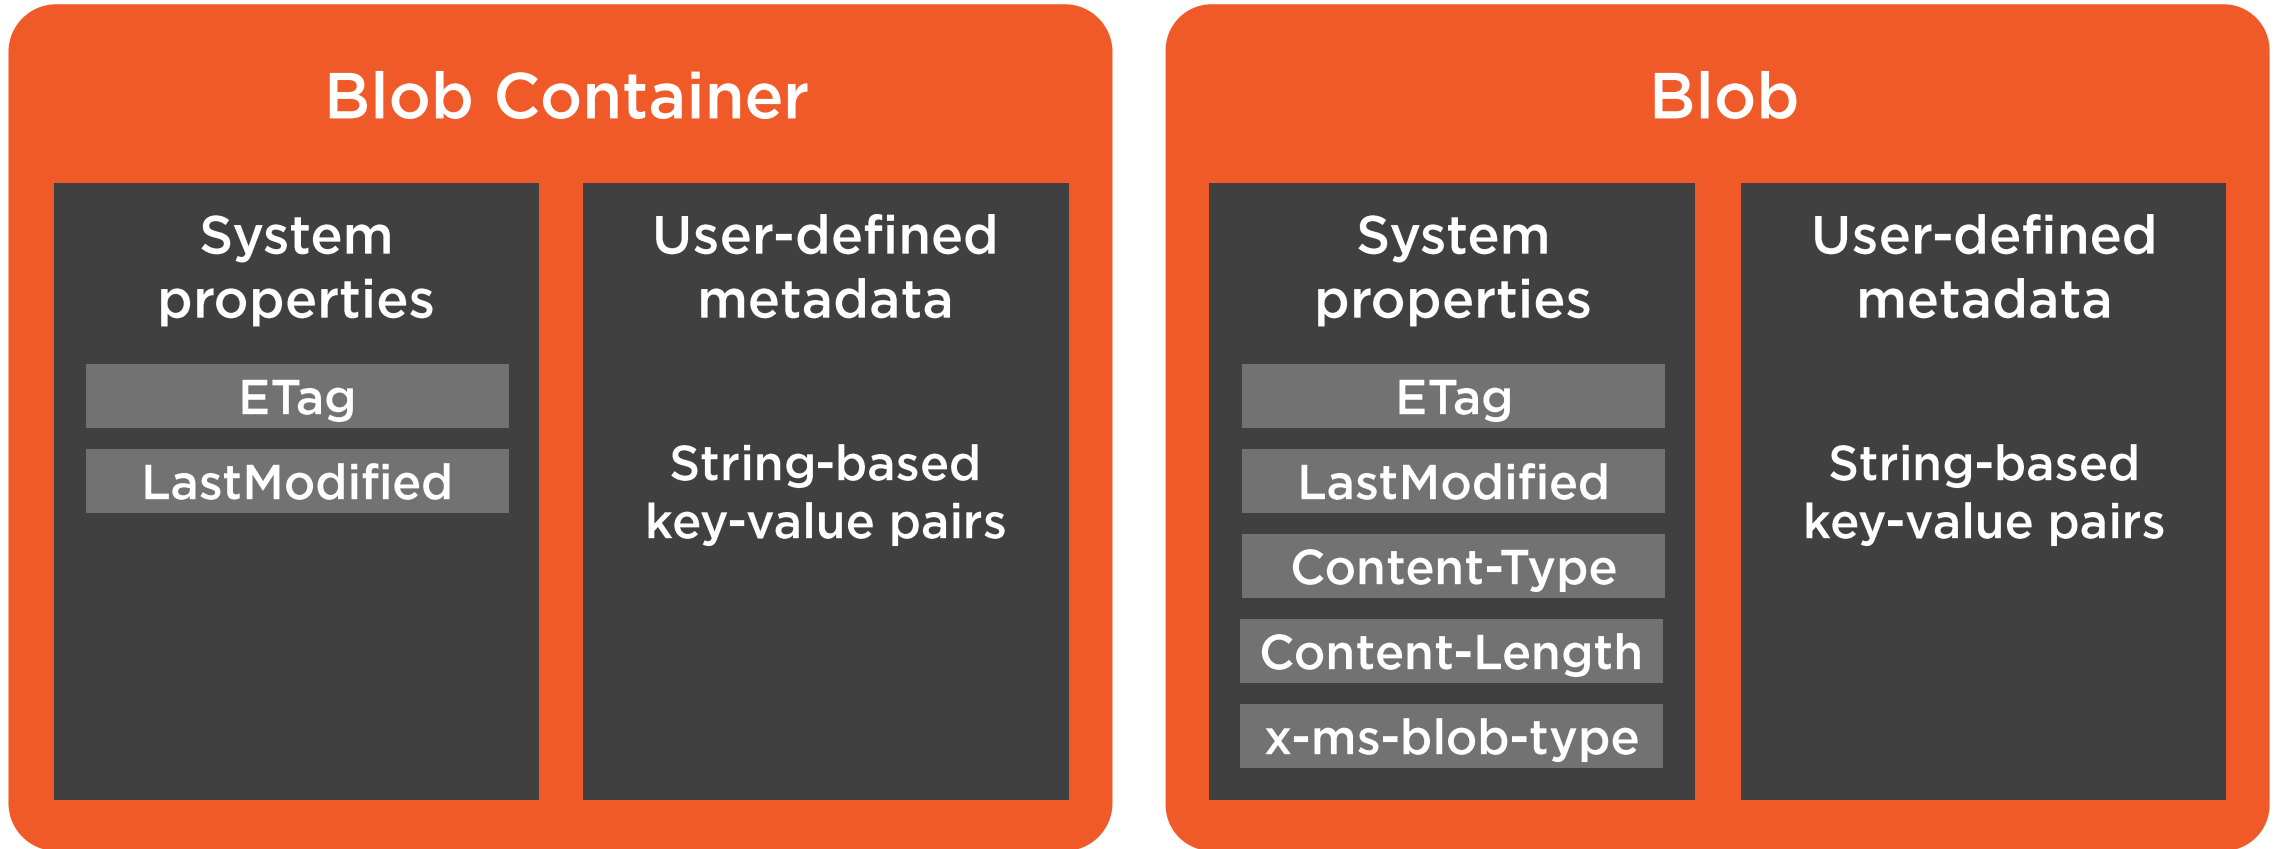 Blob Container
System
properties
ETag
LastModified
User-defined
metadata
String-based
key-value pairs
Blob
System
properties
ETag
LastModified
Content-Type
Content-Length
x-ms-blob-type
User-defined
metadata
String-based
key-value pairs